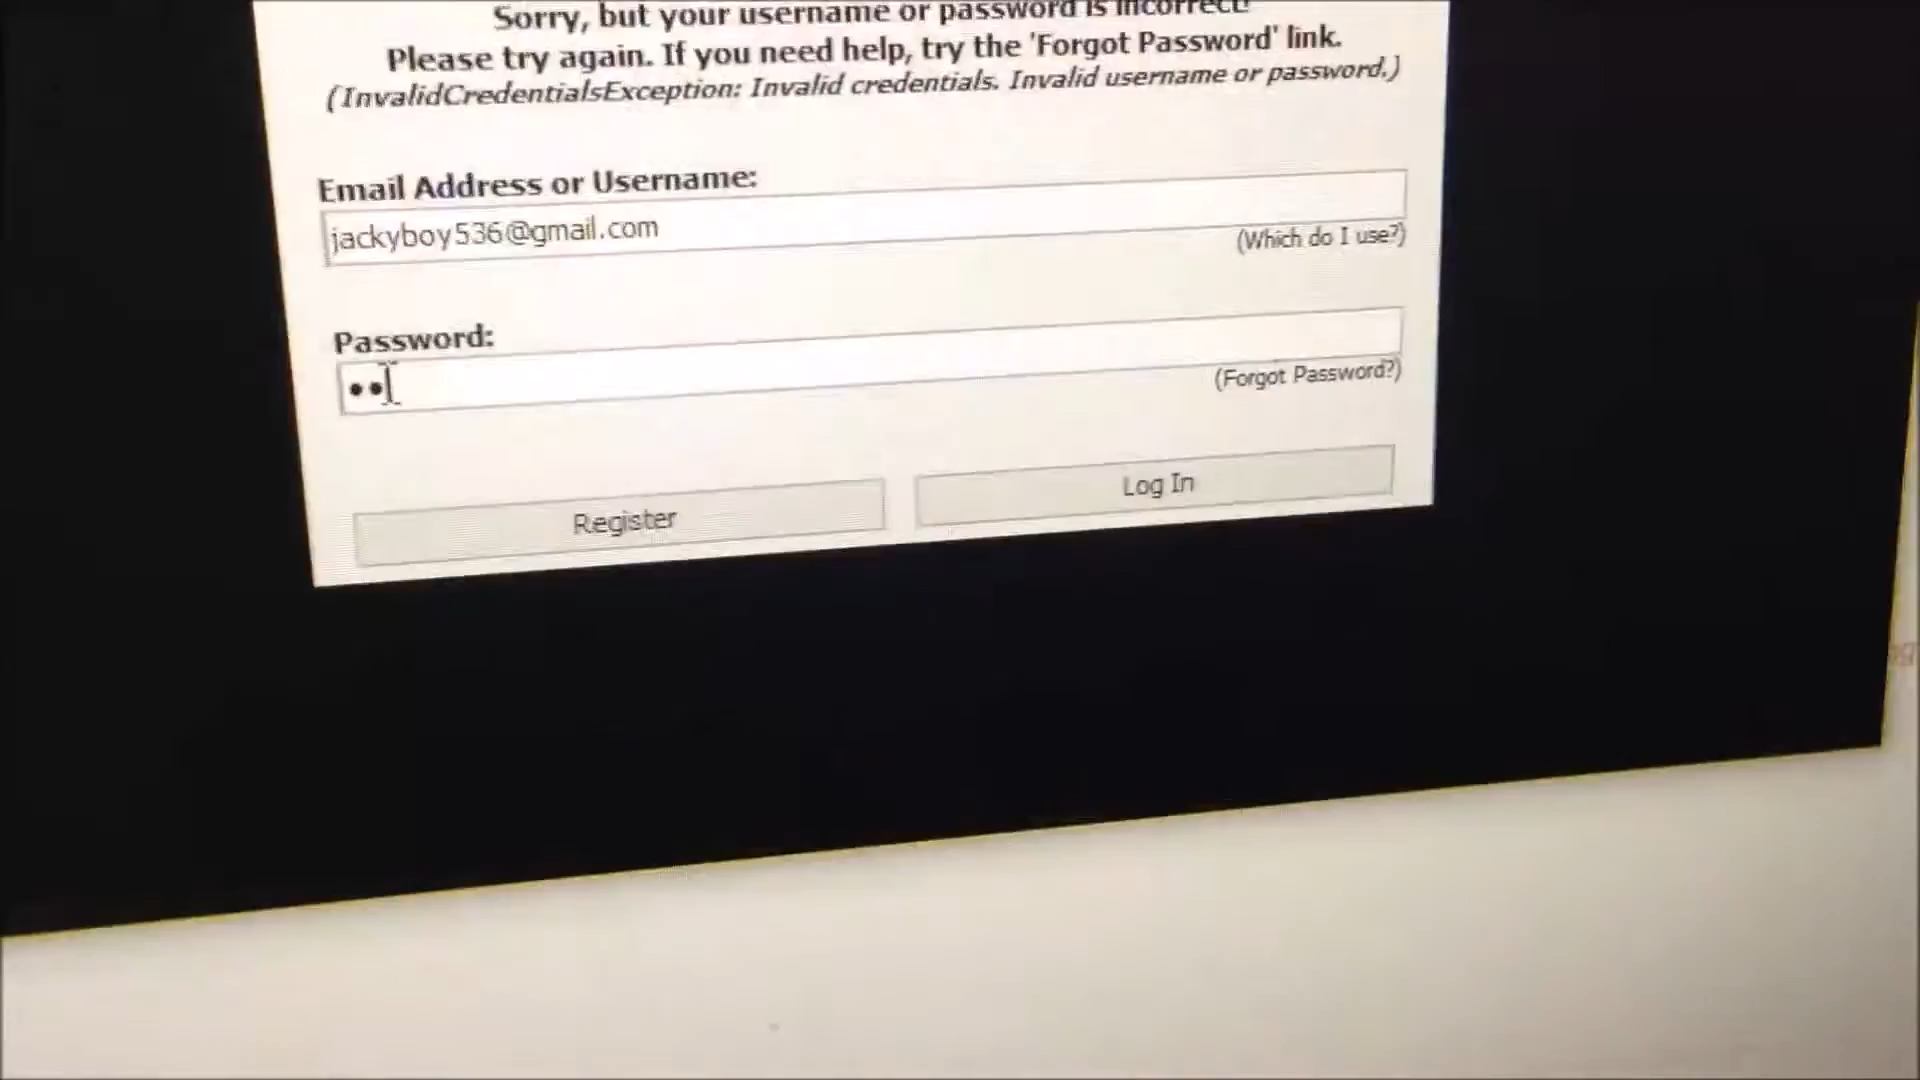 Sorry, but your username or password is incorrect!
Please try again. If you need help, try the 'Forgot Password' link.
(InvalidCredentialsException: Invalid credentials. Invalid username or password.)
Email Address or Username:
jackyboy536@gmail.com
(Which do I use?)
Password:
(Forgot Password?)
Register
Log In